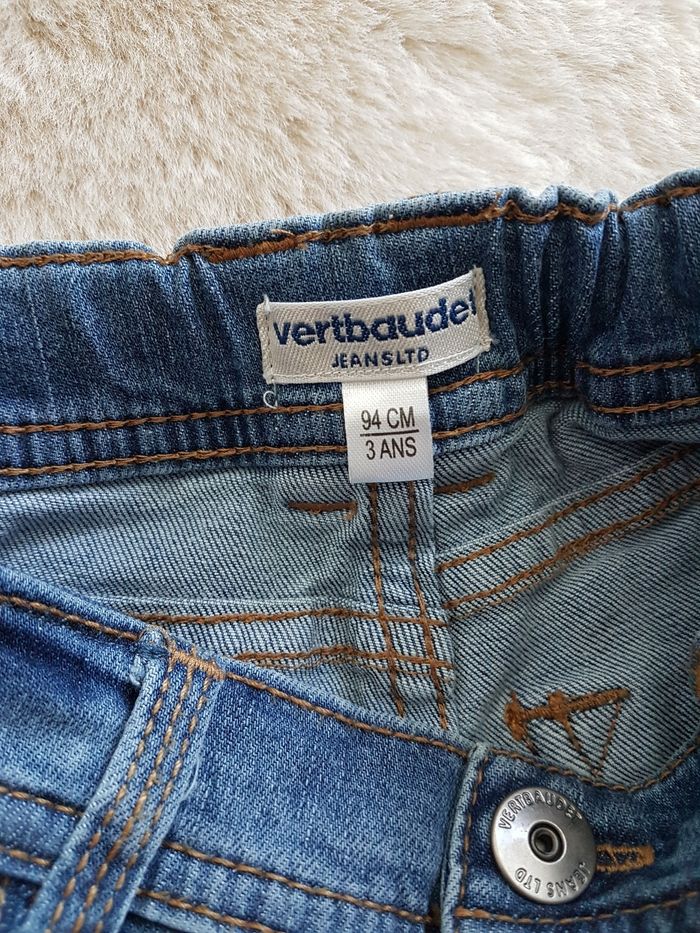 vertbaudet
JEANSLTD
94 CM
3 ANS
VERTBAUDET
JEANS LTD